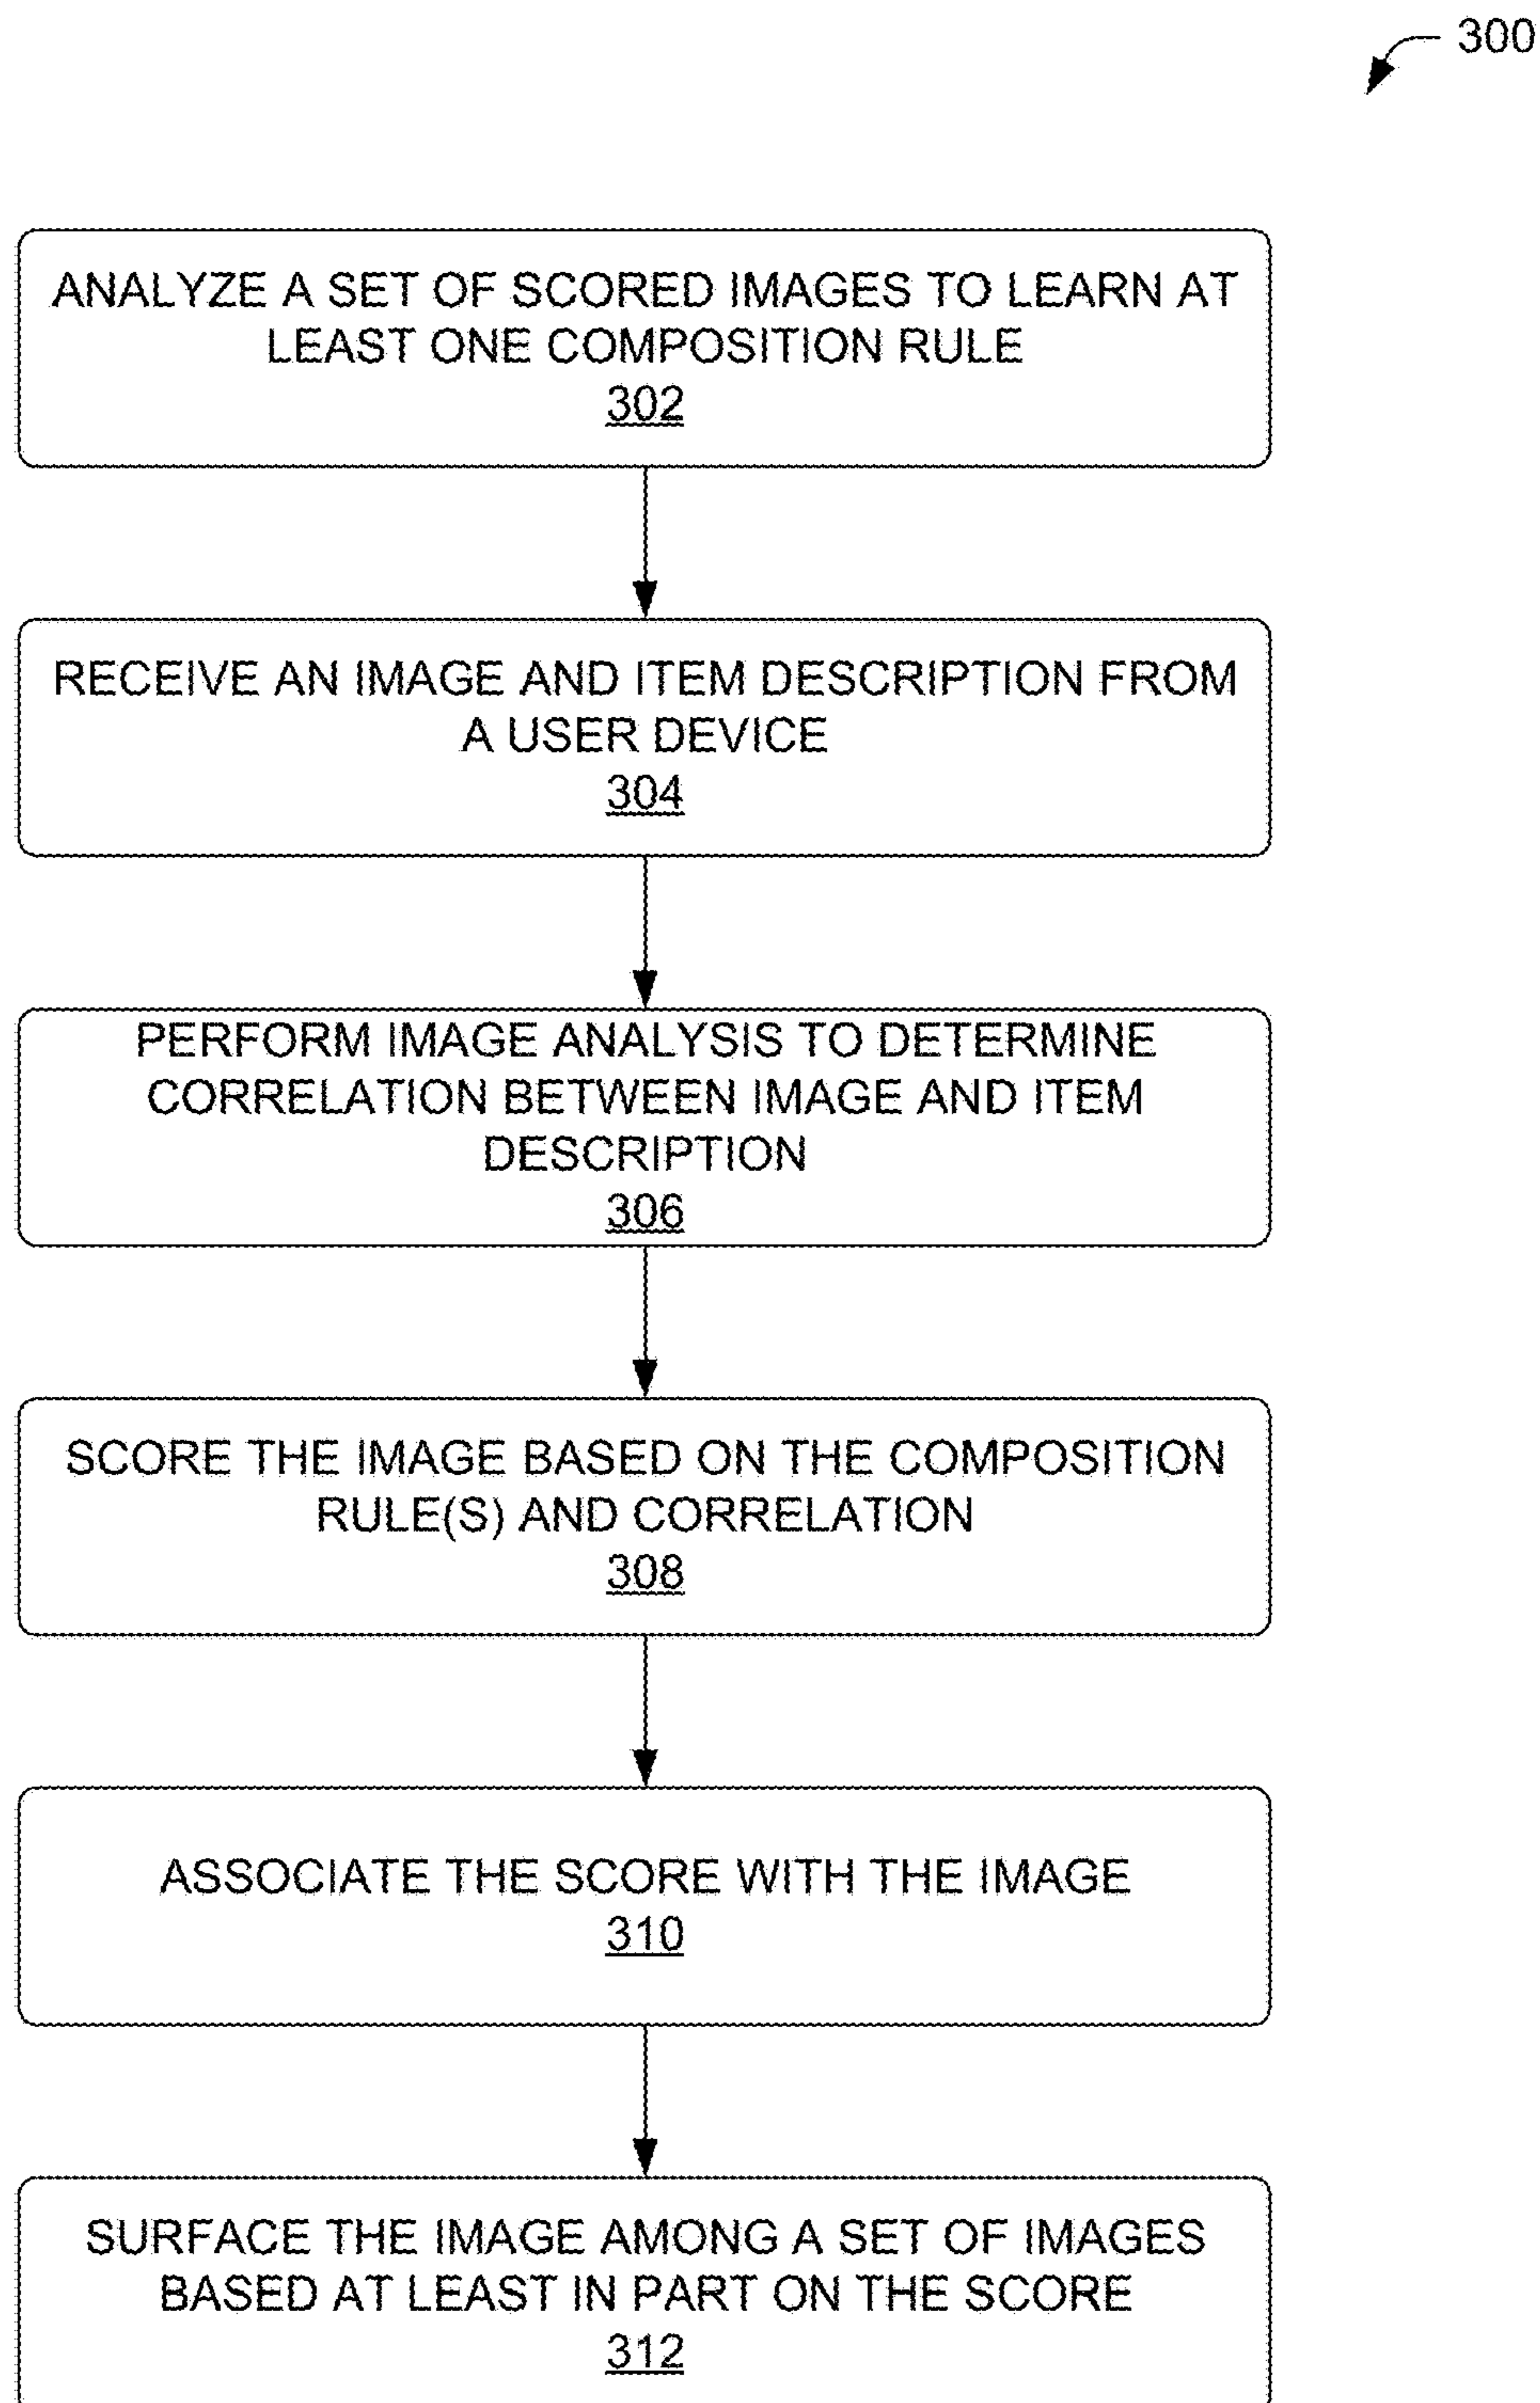 300
ANALYZE A SET OF SCORED IMAGES TO LEARN AT
LEAST ONE COMPOSITION RULE
302
RECEIVE AN IMAGE AND ITEM DESCRIPTION FROM
A USER DEVICE
304
PERFORM IMAGE ANALYSIS TO DETERMINE
CORRELATION BETWEEN IMAGE AND ITEM
DESCRIPTION
306
SCORE THE IMAGE BASED ON THE COMPOSITION
RULE(S) AND CORRELATION
308
ASSOCIATE THE SCORE WITH THE IMAGE
310
SURFACE THE IMAGE AMONG A SET OF IMAGES
BASED AT LEAST IN PART ON THE SCORE
312